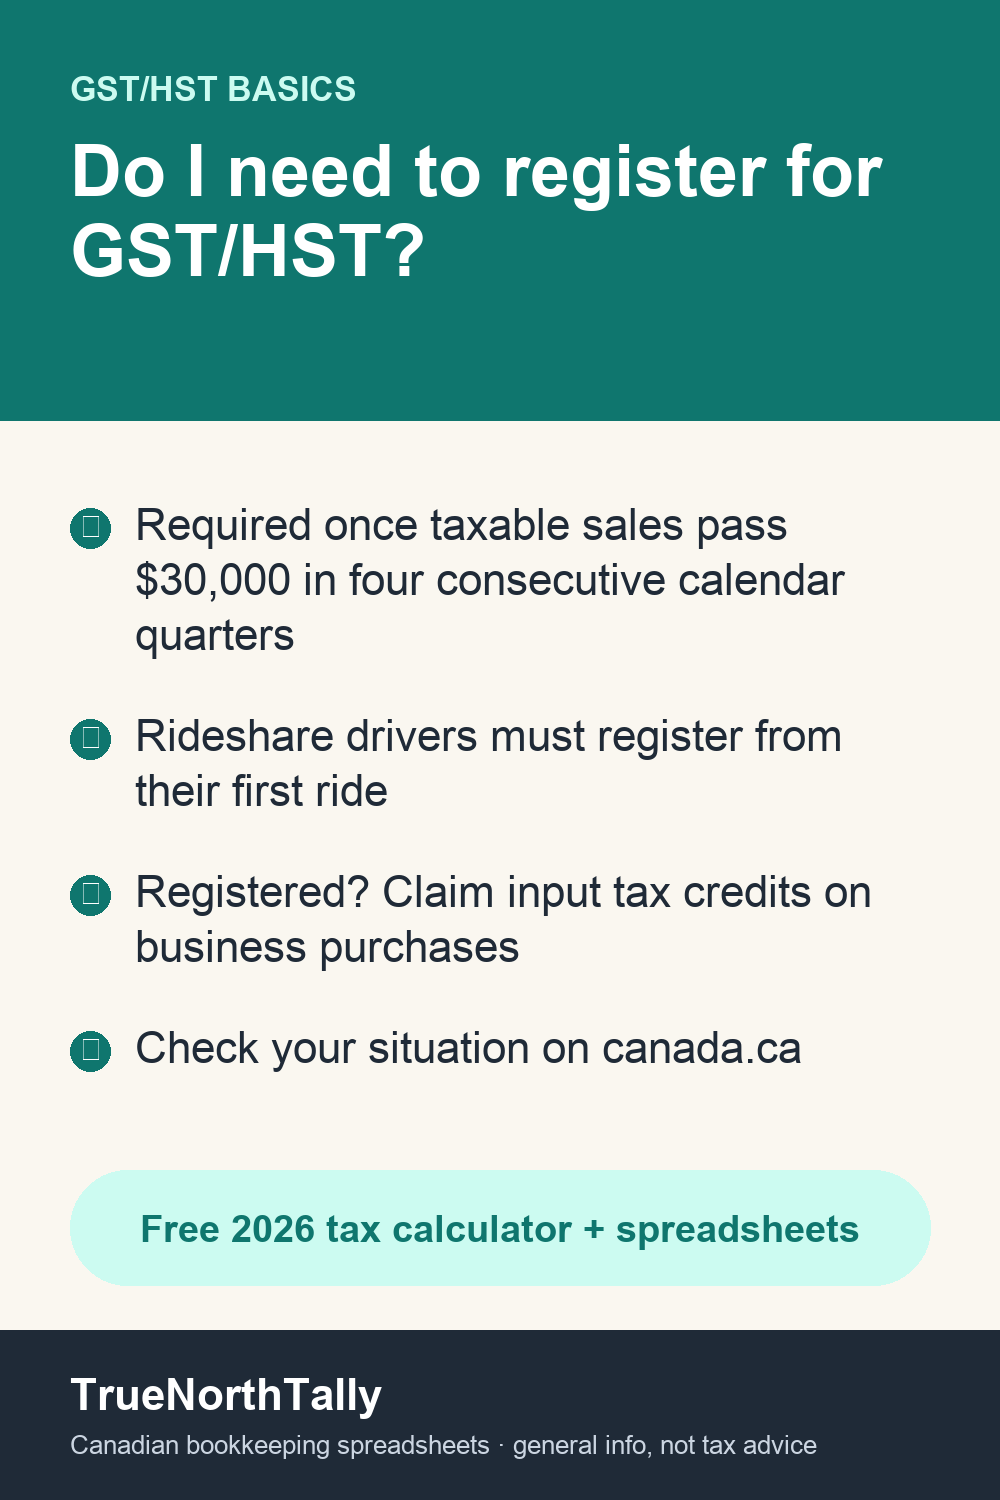 GST/HST BASICS
Do I need to register for
GST/HST?
Required once taxable sales pass
$30,000 in four consecutive calendar
quarters
Rideshare drivers must register from
their first ride
Registered? Claim input tax credits on
business purchases
Check your situation on canada.ca
Free 2026 tax calculator + spreadsheets
TrueNorthTally
Canadian bookkeeping spreadsheets · general info, not tax advice